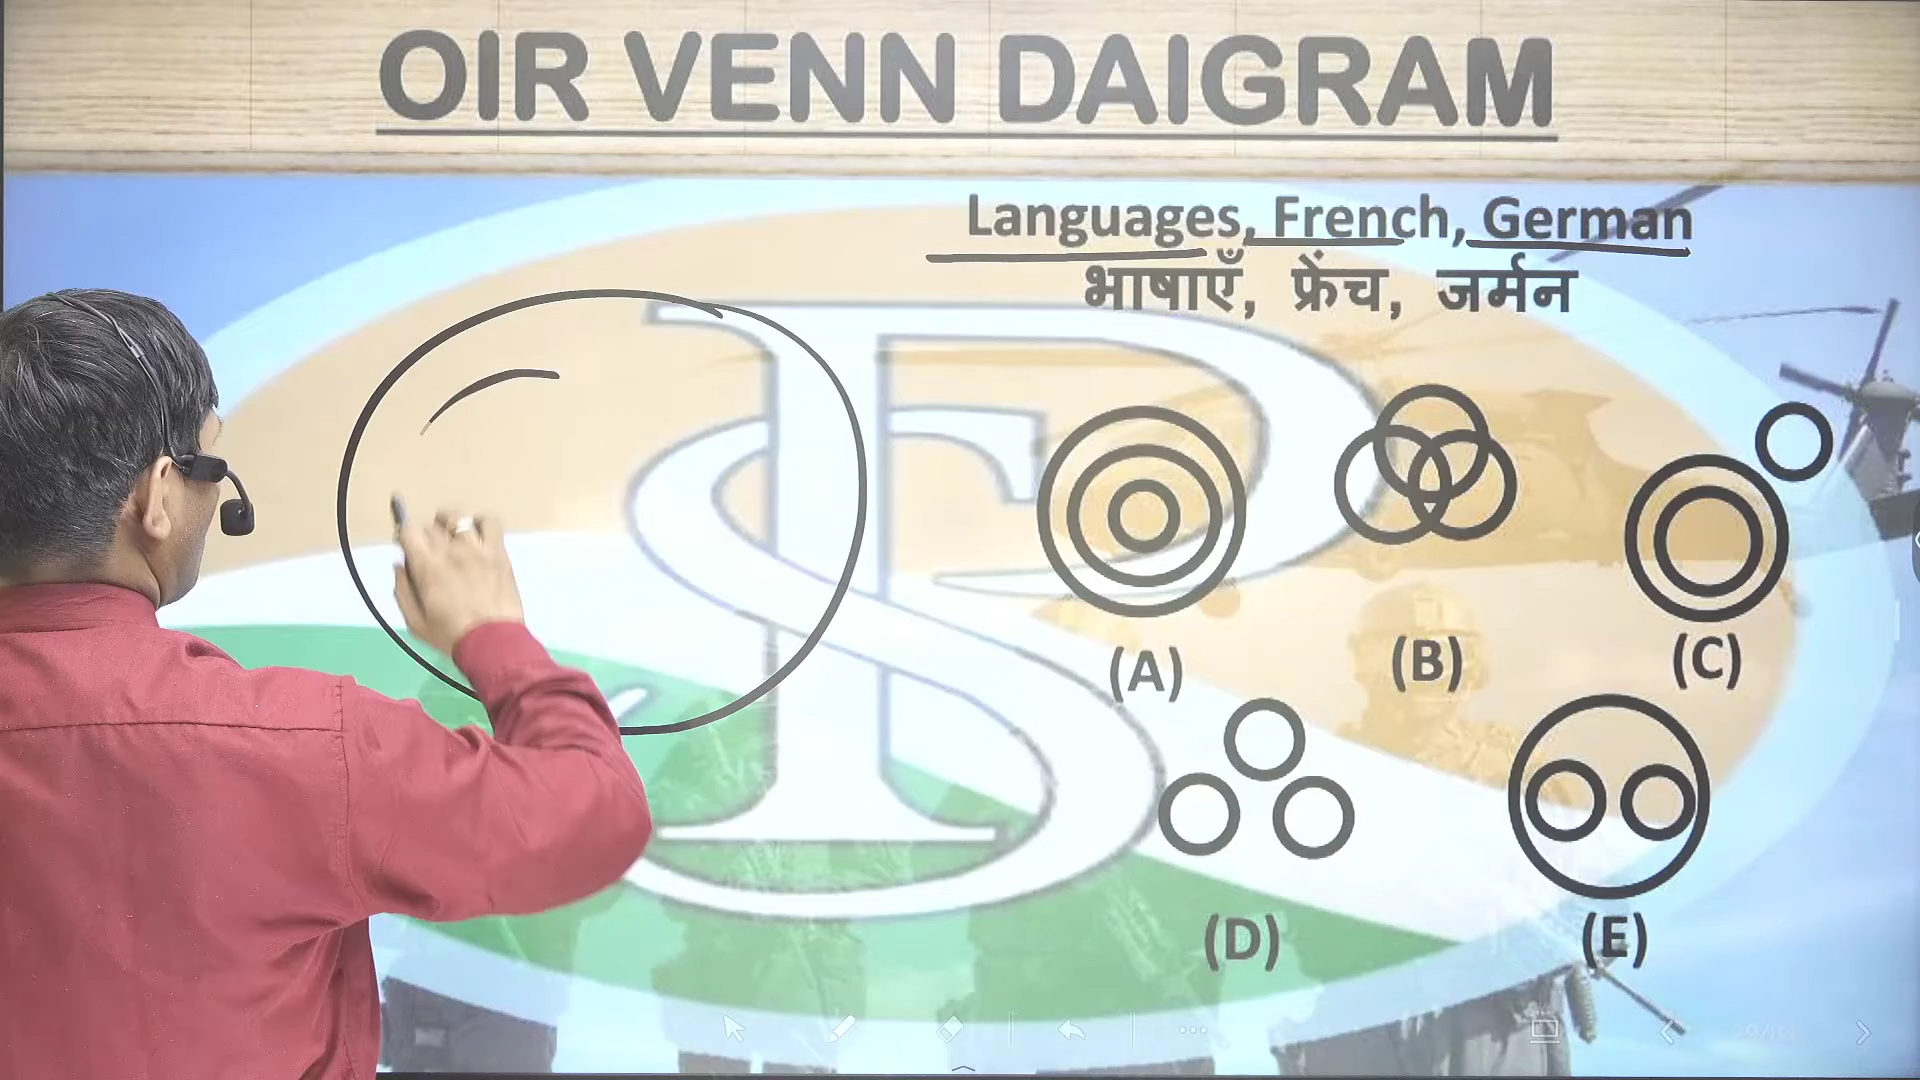 OIR VENN DAIGRAM
Languages, French, German
भाषाएँ, फ्रेंच, जर्मन
(A)
(B)
(C)
(D)
(E)